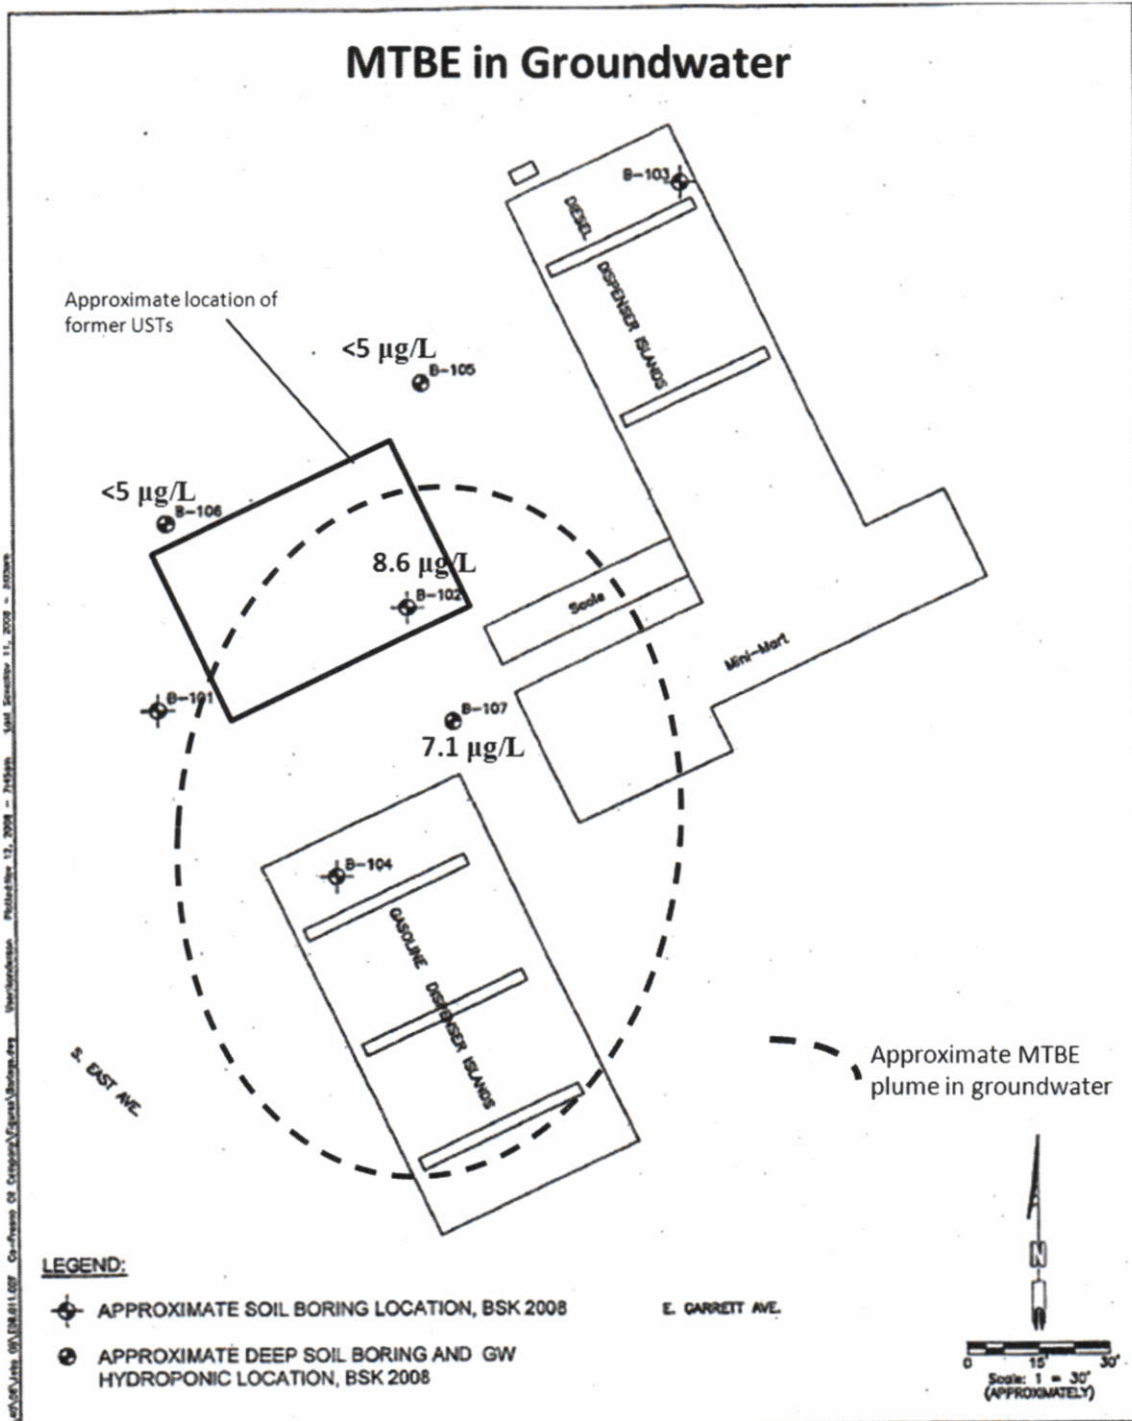 MTBE in Groundwater
B-103
DIESEL DISPENSER ISLANDS
Approximate location of
former USTs
<5 µg/L
B-105
<5 µg/L
B-106
8.6 µg/L
B-102
Scale
Mini-Mart
B-101
B-107
7.1 µg/L
B-104
GASOLINE DISPENSER ISLANDS
S. EAST AVE.
Approximate MTBE
plume in groundwater
N
LEGEND:
APPROXIMATE SOIL BORING LOCATION, BSK 2008
E. GARRETT AVE.
APPROXIMATE DEEP SOIL BORING AND GW
HYDROPONIC LOCATION, BSK 2008
0 15' 30'
Scale: 1 = 30'
(APPROXIMATELY)